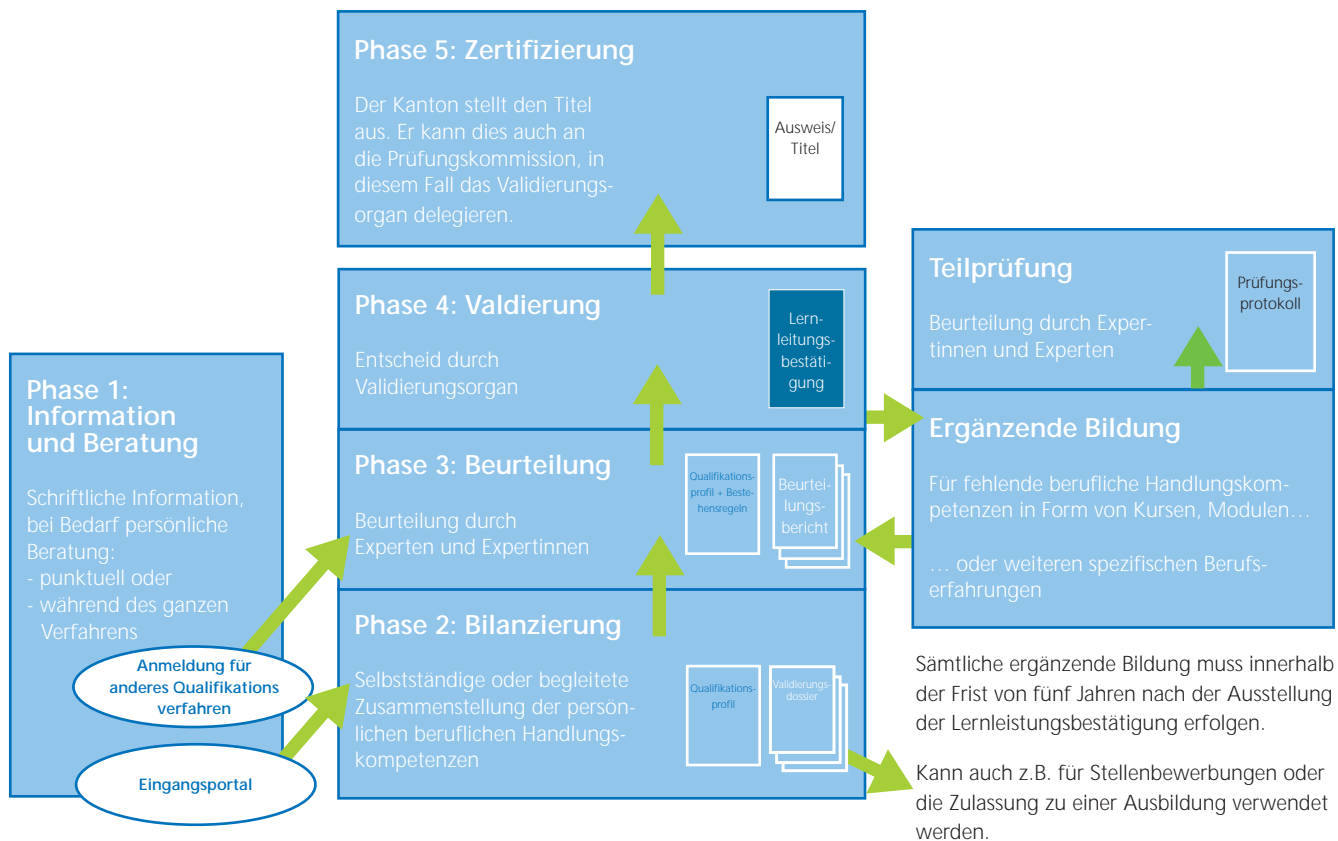 Phase 5: Zertifizierung
Der Kanton stellt den Titel
aus. Er kann dies auch an
die Prüfungskommission, in
diesem Fall das Validierungs-
organ delegieren.
Ausweis/
Titel
Phase 4: Valdierung
Entscheid durch
Validierungsorgan
Lern-
leitungs-
bestäti-
gung
Teilprüfung
Beurteilung durch Exper-
tinnen und Experten
Prüfungs-
protokoll
Phase 1:
Information
und Beratung
Schriftliche Information,
bei Bedarf persönliche
Beratung:
- punktuell oder
- während des ganzen
Verfahrens
Anmeldung für
anderes Qualifikations
verfahren
Eingangsportal
Phase 3: Beurteilung
Beurteilung durch
Experten und Expertinnen
Qualifikations-
profil + Beste-
hensregeln
Beurtei-
lungs-
bericht
Ergänzende Bildung
Für fehlende berufliche Handlungskom-
petenzen in Form von Kursen, Modulen…
… oder weiteren spezifischen Berufs-
erfahrungen
Phase 2: Bilanzierung
Selbstständige oder begleitete
Zusammenstellung der persön-
lichen beruflichen Handlungs-
kompetenzen
Qualifikations-
profil
Validierungs-
dossier
Sämtliche ergänzende Bildung muss innerhalb
der Frist von fünf Jahren nach der Ausstellung
der Lernleistungsbestätigung erfolgen.
Kann auch z.B. für Stellenbewerbungen oder
die Zulassung zu einer Ausbildung verwendet
werden.